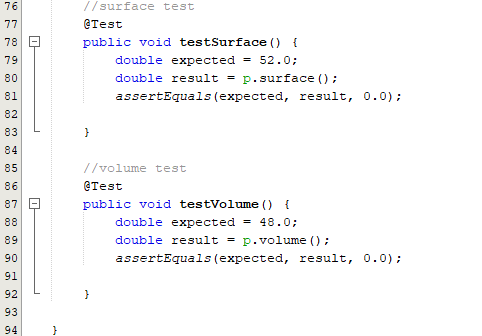 76 //surface test
77 @Test
78 public void testSurface() {
79 double expected = 52.0;
80 double result = p.surface();
81 assertEquals(expected, result, 0.0);
82
83 }
84
85 //volume test
86 @Test
87 public void testVolume() {
88 double expected = 48.0;
89 double result = p.volume();
90 assertEquals(expected, result, 0.0);
91
92 }
93
94 }